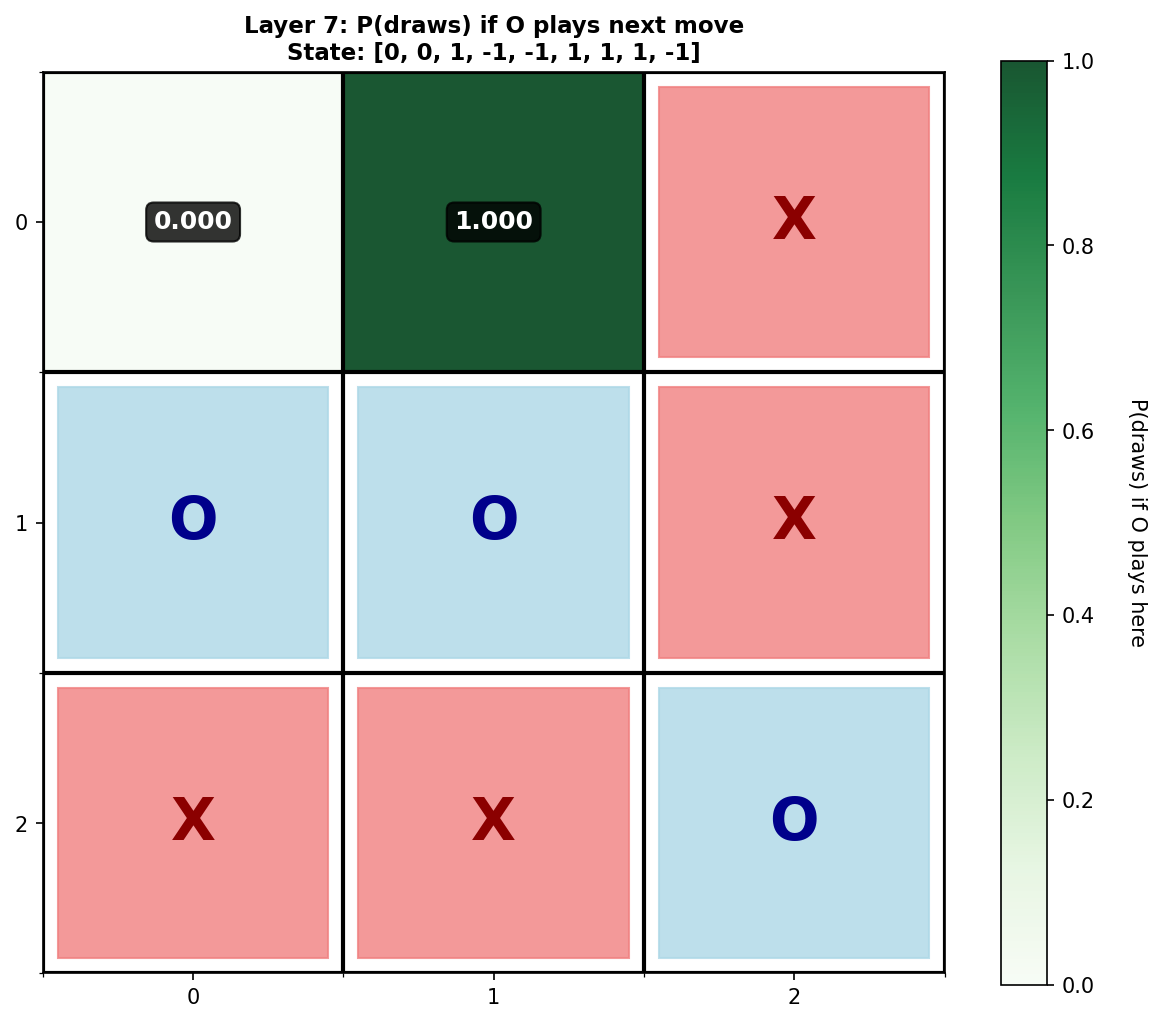 Layer 7: P(draws) if O plays next move
State: [0, 0, 1, -1, -1, 1, 1, 1, -1]
0
0.000
1.000
X
1
O
O
X
2
X
X
O
0
1
2
1.0
0.8
0.6
0.4
0.2
0.0
P(draws) if O plays here